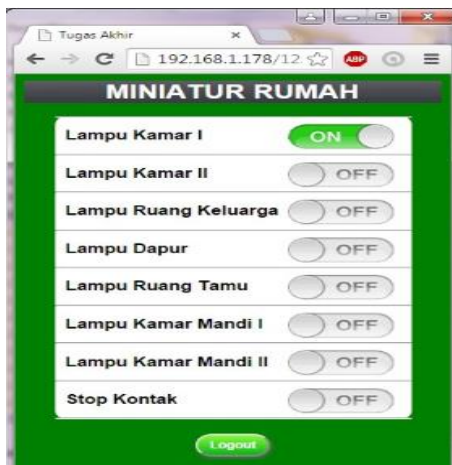 Tugas Akhir
192.168.1.178/12
ABP
MINIATUR RUMAH
Lampu Kamar I ON
Lampu Kamar II OFF
Lampu Ruang Keluarga OFF
Lampu Dapur OFF
Lampu Ruang Tamu OFF
Lampu Kamar Mandi I OFF
Lampu Kamar Mandi II OFF
Stop Kontak OFF
Logout